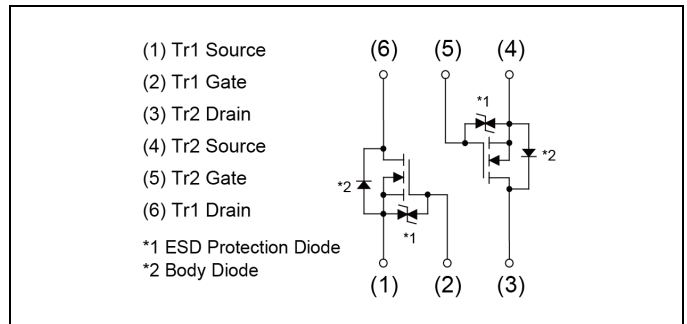 (1) Tr1 Source
(2) Tr1 Gate
(3) Tr2 Drain
(4) Tr2 Source
(5) Tr2 Gate
(6) Tr1 Drain
*1 ESD Protection Diode
*2 Body Diode
(6) (5) (4)
*1
*2
*2
*1
(1) (2) (3)